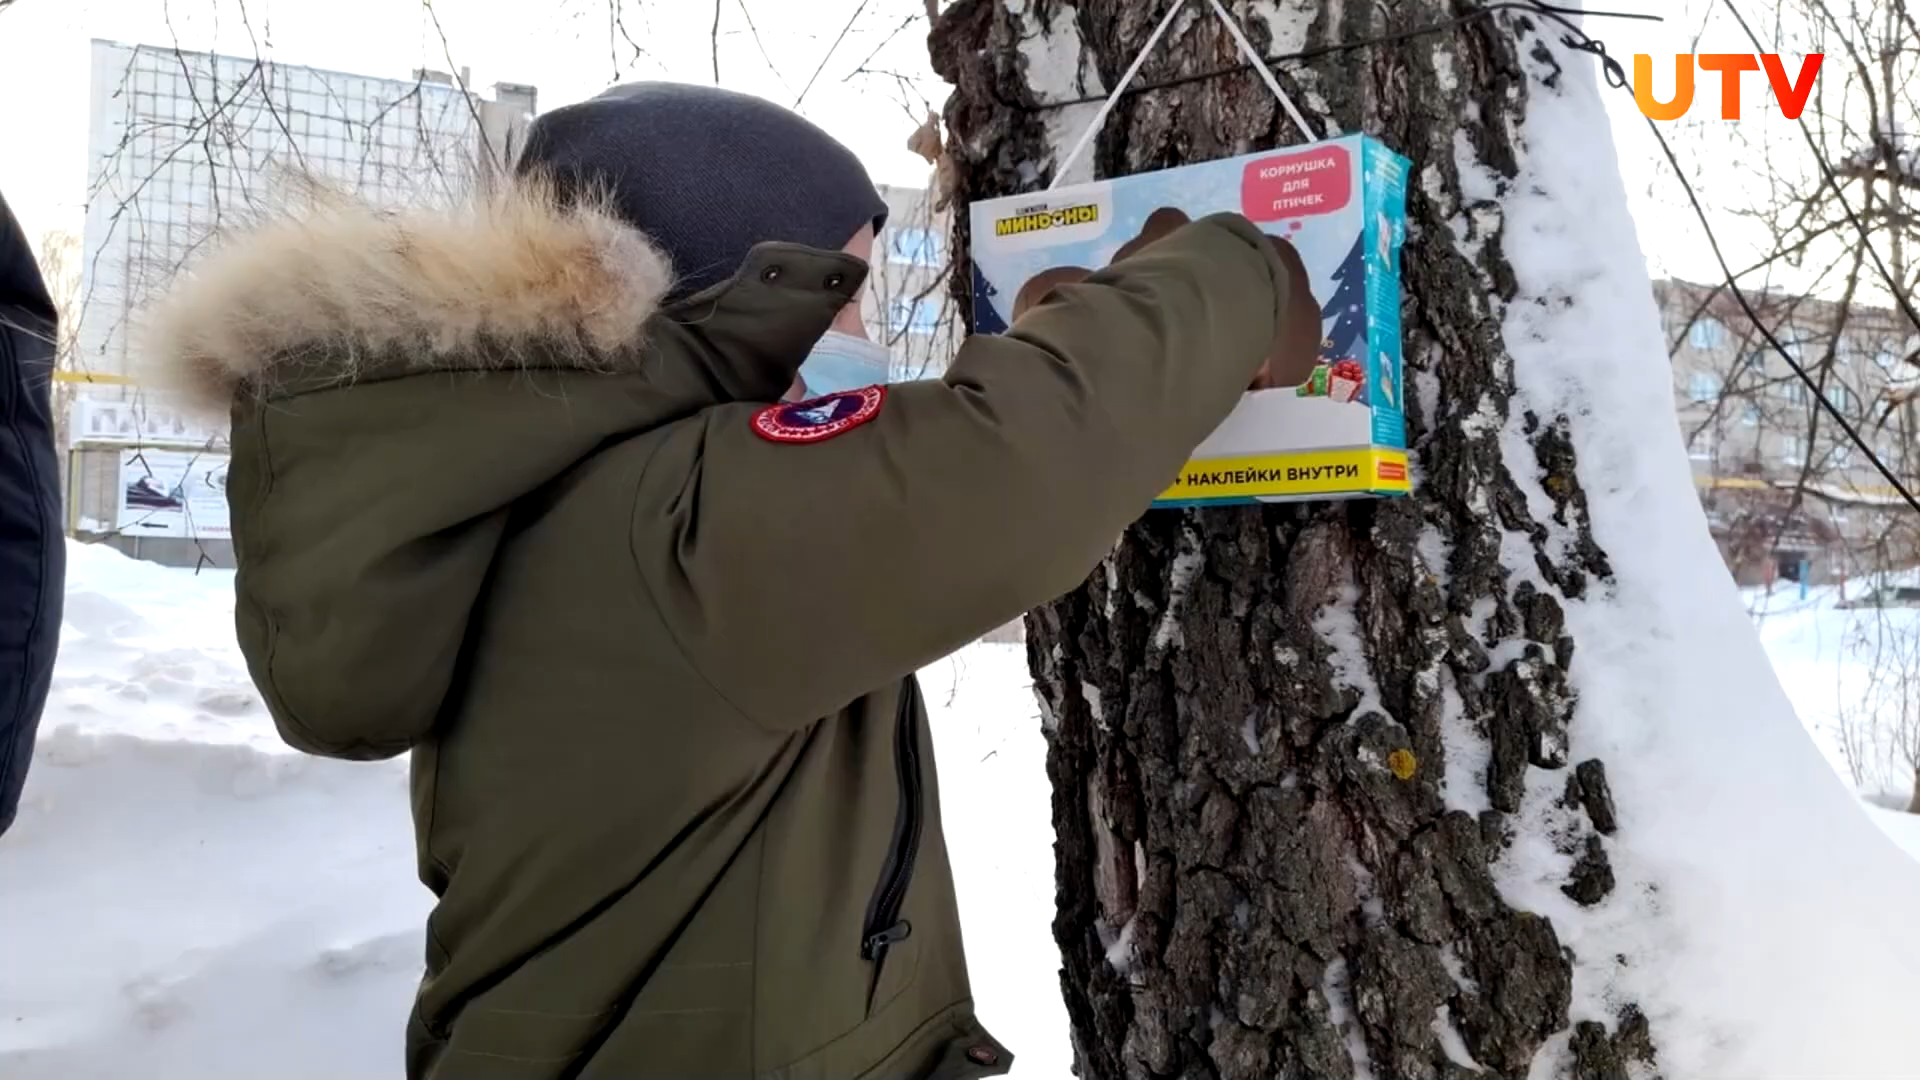 UTV
КОРМУШКА
ДЛЯ
ПТИЧЕК
МИНЬОНЫ
+ НАКЛЕЙКИ ВНУТРИ